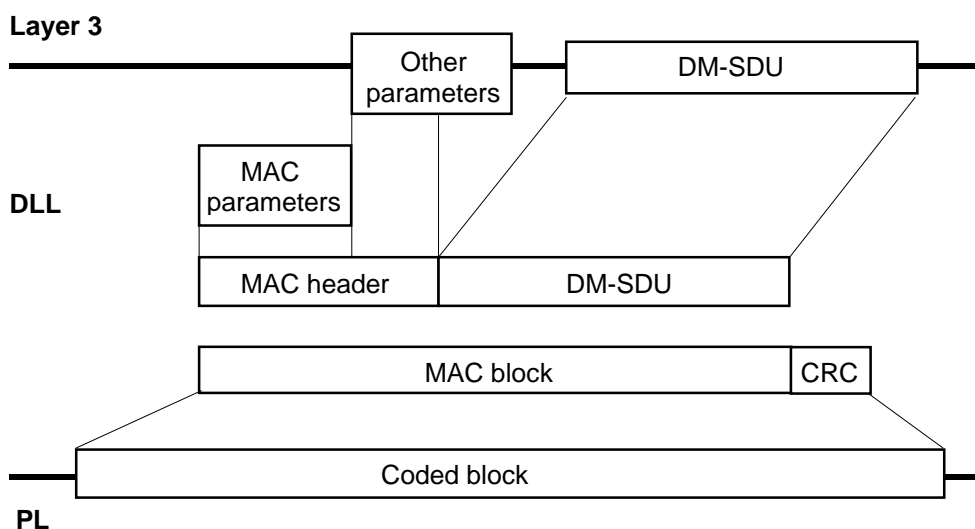 Layer 3
Other
parameters
DM-SDU
MAC
parameters
DLL
MAC header
DM-SDU
MAC block
CRC
Coded block
PL